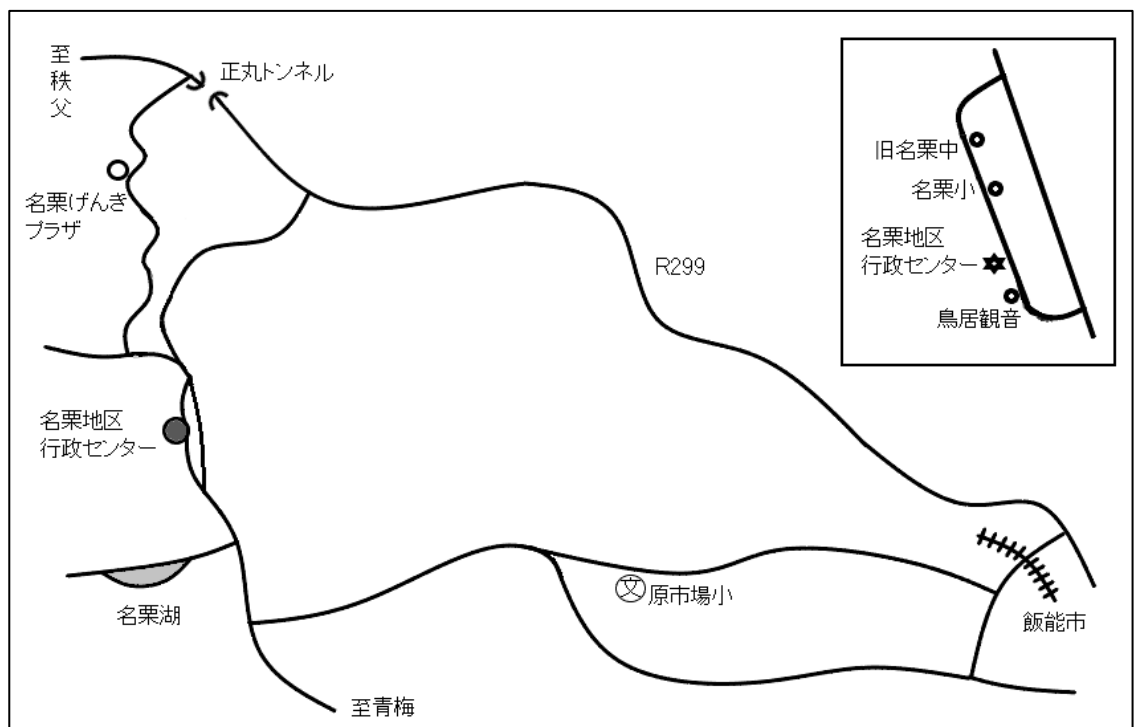 至
秩
父
正丸トンネル
名栗げんき
プラザ
R299
旧名栗中
名栗小
名栗地区
行政センター
鳥居観音
名栗地区
行政センター
名栗湖
文
原市場小
飯能市
至青梅